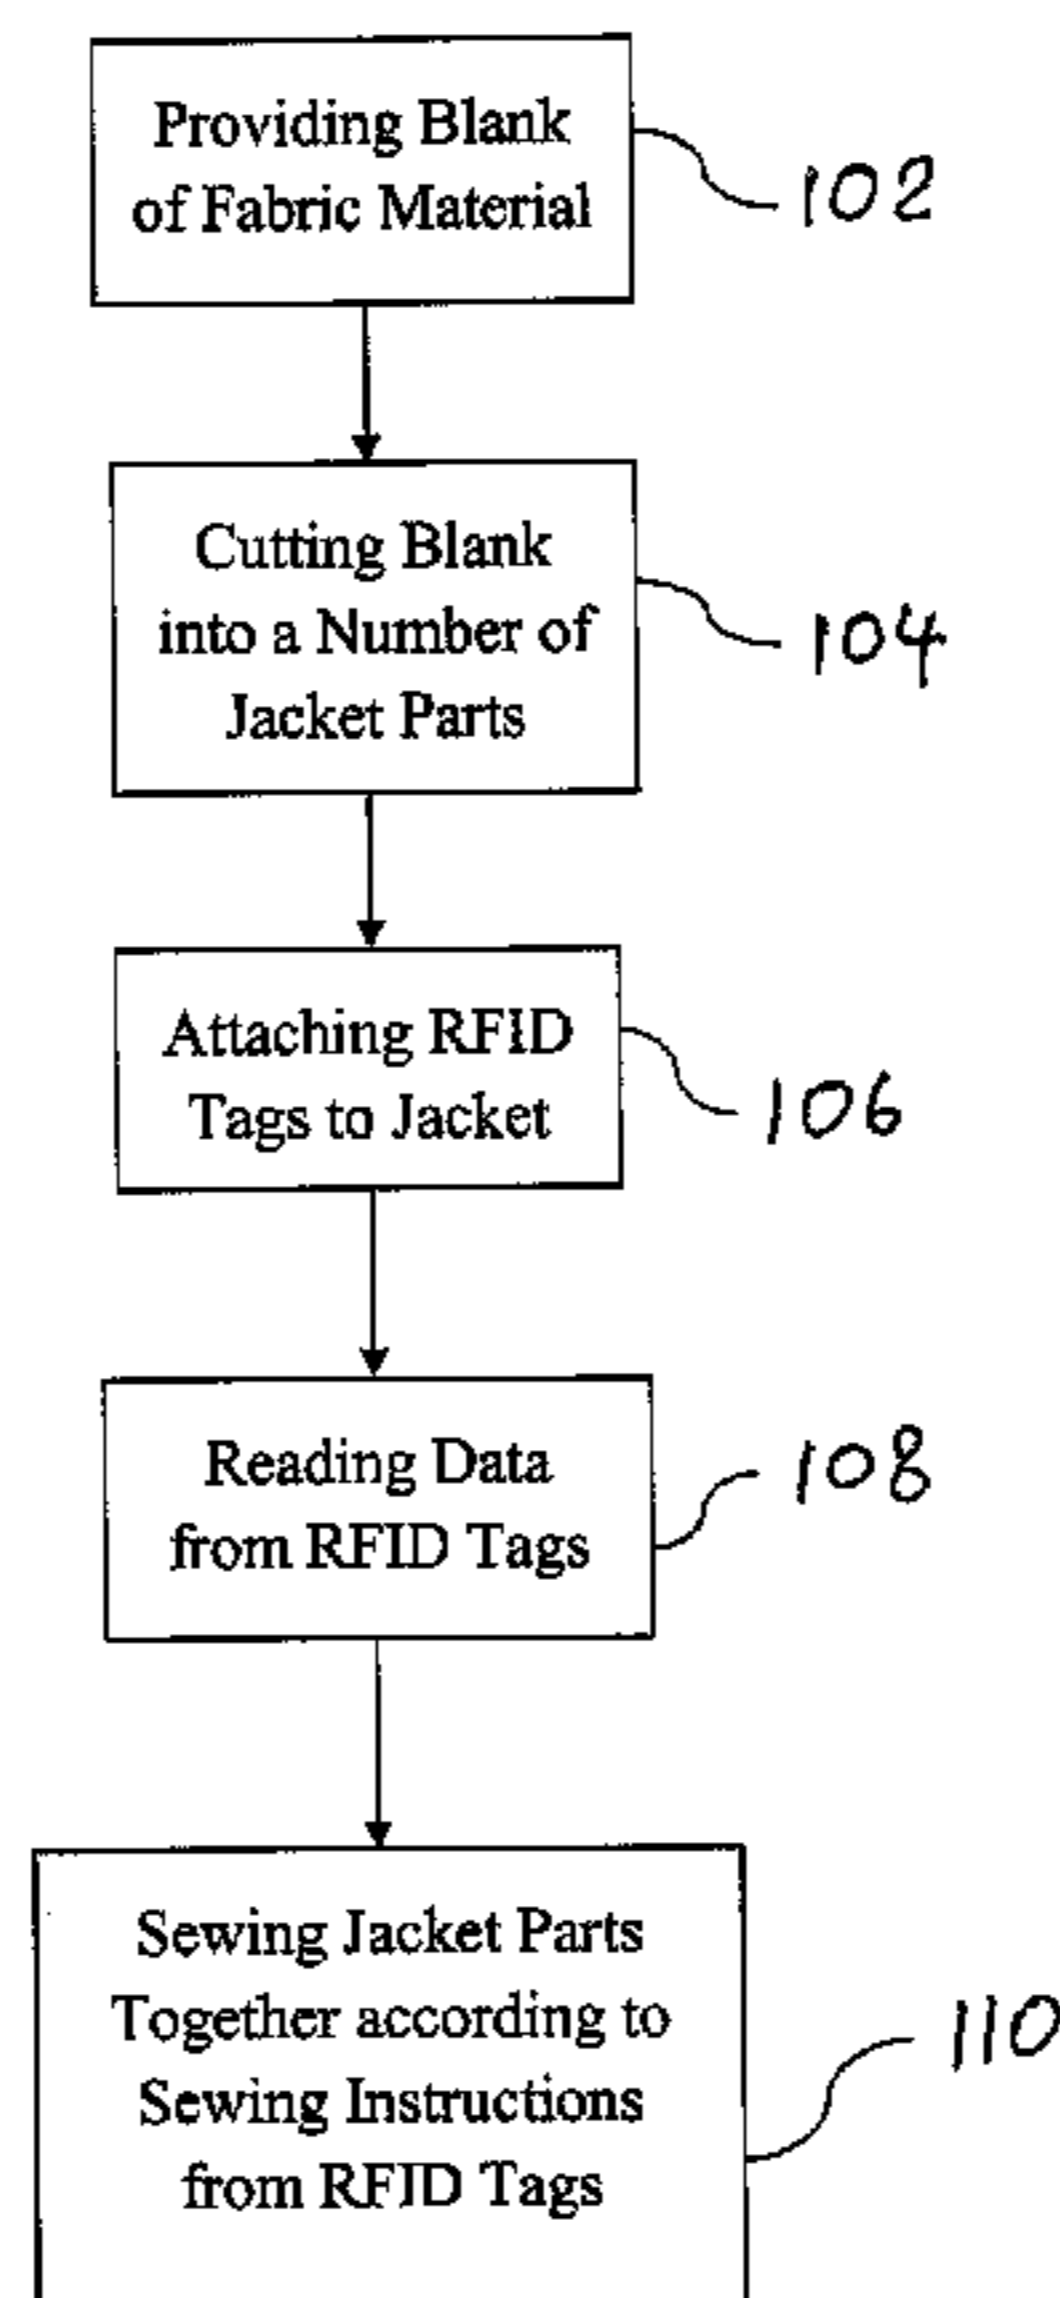 Providing Blank
of Fabric Material
102
Cutting Blank
into a Number of
Jacket Parts
104
Attaching RFID
Tags to Jacket
106
Reading Data
from RFID Tags
108
Sewing Jacket Parts
Together according to
Sewing Instructions
from RFID Tags
110